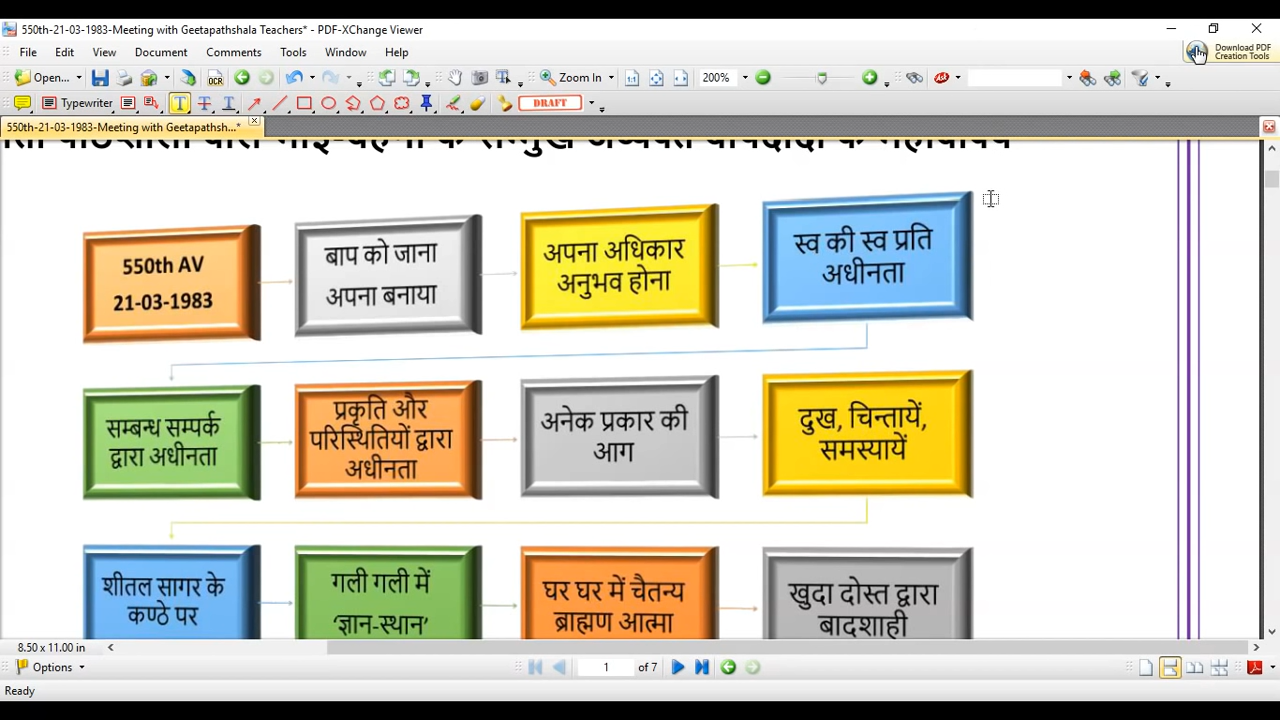 550th-21-03-1983-Meeting with Geetapathshala Teachers* - PDF-XChange Viewer
File Edit View Document Comments Tools Window Help
Download PDF
Creation Tools
Open...
OCR
Zoom In
200%
Typewriter
DRAFT
550th-21-03-1983-Meeting with Geetapathsh...*
550th AV
21-03-1983
बाप को जाना
अपना बनाया
अपना अधिकार
अनुभव होना
स्व की स्व प्रति
अधीनता
सम्बन्ध सम्पर्क
द्वारा अधीनता
प्रकृति और
परिस्थितियों द्वारा
अधीनता
अनेक प्रकार की
आग
दुख, चिन्तायें,
समस्यायें
शीतल सागर के
कण्ठे पर
गली गली में
‘ज्ञान-स्थान’
घर घर में चैतन्य
ब्राह्मण आत्मा
खुदा दोस्त द्वारा
बादशाही
8.50 x 11.00 in
Options
1 of 7
Ready